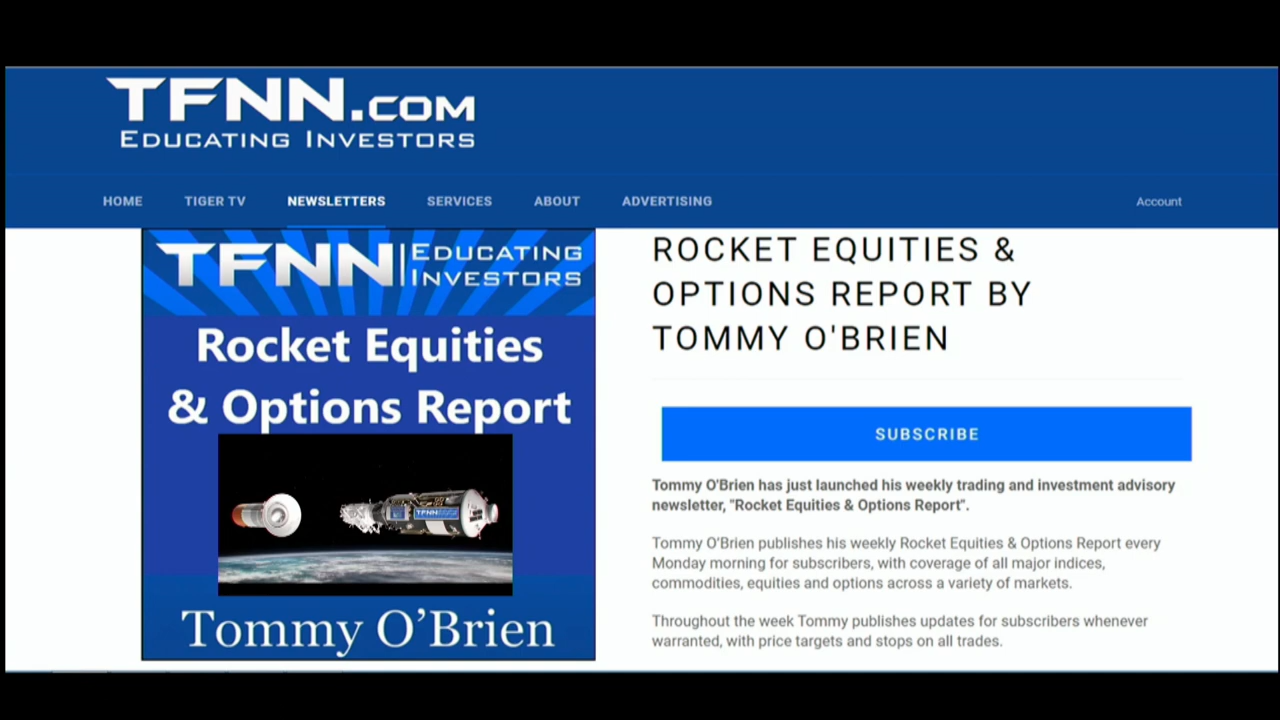 TFNN.COM
EDUCATING INVESTORS
HOME TIGER TV NEWSLETTERS SERVICES ABOUT ADVERTISING Account
TFNN | EDUCATING
INVESTORS
Rocket Equities
& Options Report
TFNN
Tommy O’Brien
ROCKET EQUITIES &
OPTIONS REPORT BY
TOMMY O'BRIEN
SUBSCRIBE
Tommy O'Brien has just launched his weekly trading and investment advisory
newsletter, "Rocket Equities & Options Report".
Tommy O'Brien publishes his weekly Rocket Equities & Options Report every
Monday morning for subscribers, with coverage of all major indices,
commodities, equities and options across a variety of markets.
Throughout the week Tommy publishes updates for subscribers whenever
warranted, with price targets and stops on all trades.